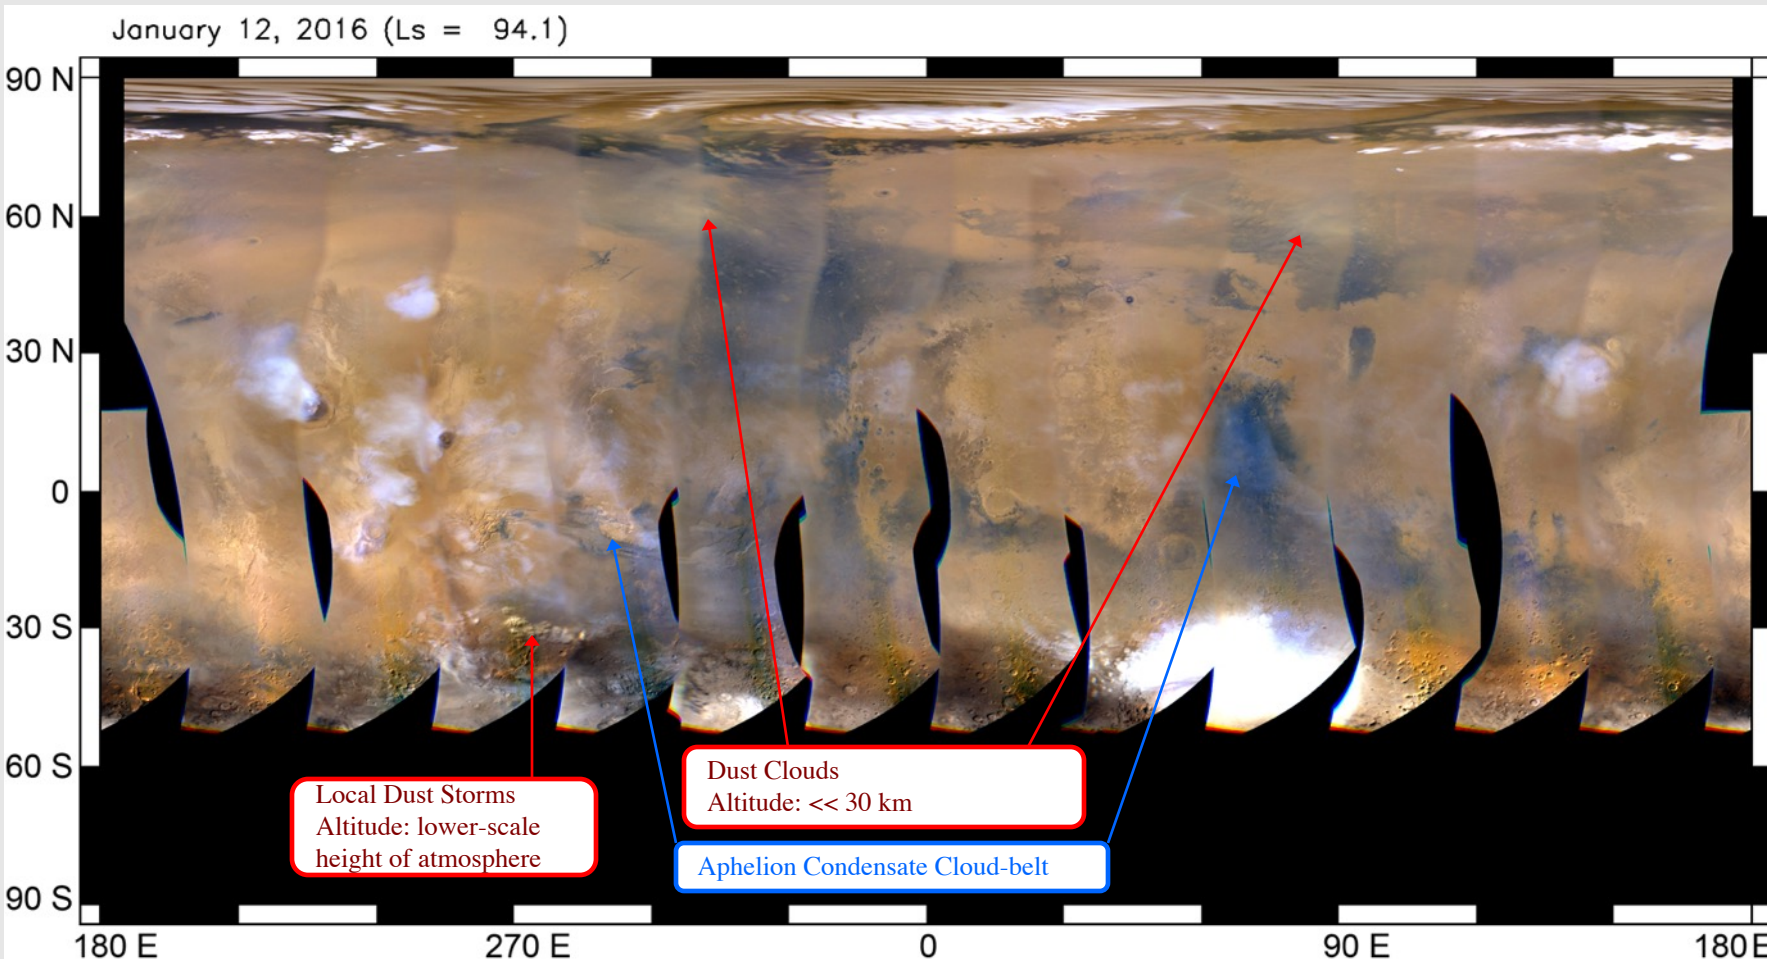 January 12, 2016 (Ls = 94.1)
90 N
60 N
30 N
0
30 S
60 S
90 S
Local Dust Storms
Altitude: lower-scale
height of atmosphere
Dust Clouds
Altitude: << 30 km
Aphelion Condensate Cloud-belt
180 E
270 E
0
90 E
180E